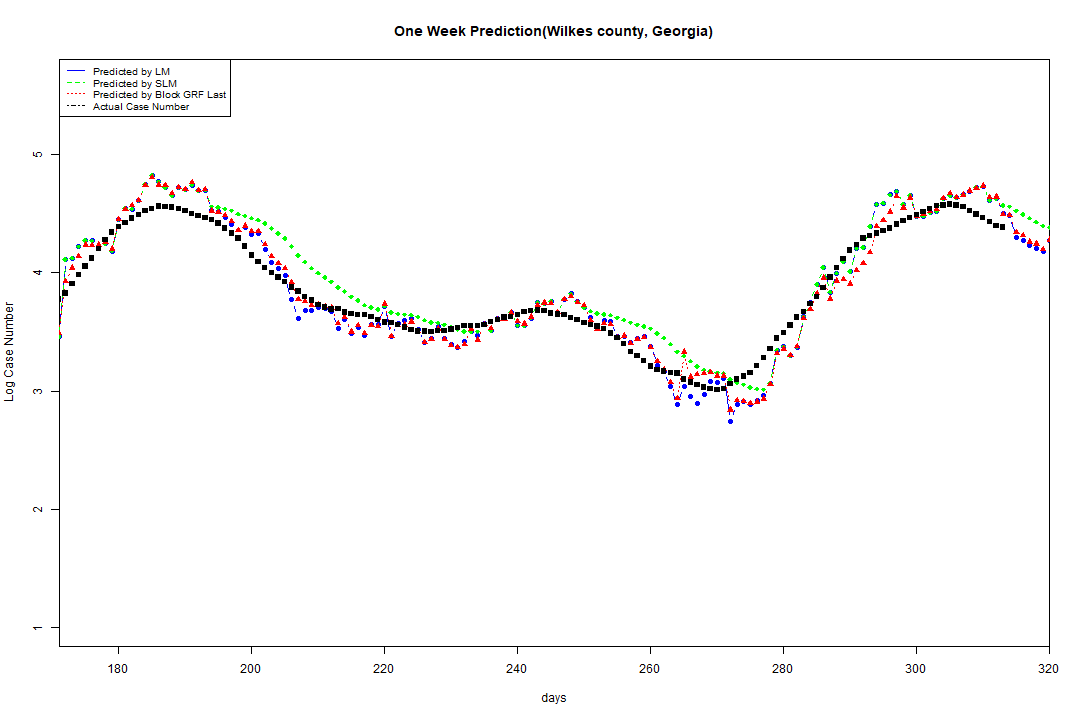 One Week Prediction(Wilkes county, Georgia)
Predicted by LM
Predicted by SLM
Predicted by Block GRF Last
Actual Case Number
5
4
3
2
1
Log Case Number
180 200 220 240 260 280 300 320
days